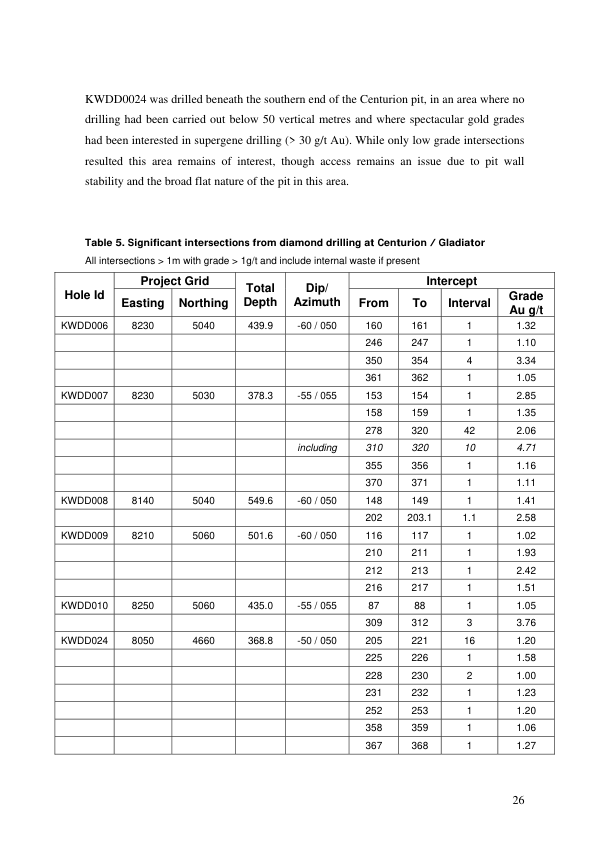 KWDD0024 was drilled beneath the southern end of the Centurion pit, in an area where no
drilling had been carried out below 50 vertical metres and where spectacular gold grades
had been interested in supergene drilling (> 30 g/t Au). While only low grade intersections
resulted this area remains of interest, though access remains an issue due to pit wall
stability and the broad flat nature of the pit in this area.
Table 5. Significant intersections from diamond drilling at Centurion / Gladiator
All intersections > 1m with grade > 1g/t and include internal waste if present
Hole Id Project Grid Total Depth Dip/ Azimuth Intercept
Easting Northing From To Interval Grade Au g/t
KWDD006 8230 5040 439.9 -60 / 050 160 161 1 1.32
246 247 1 1.10
350 354 4 3.34
361 362 1 1.05
KWDD007 8230 5030 378.3 -55 / 055 153 154 1 2.85
158 159 1 1.35
278 320 42 2.06
including 310 320 10 4.71
355 356 1 1.16
370 371 1 1.11
KWDD008 8140 5040 549.6 -60 / 050 148 149 1 1.41
202 203.1 1.1 2.58
KWDD009 8210 5060 501.6 -60 / 050 116 117 1 1.02
210 211 1 1.93
212 213 1 2.42
216 217 1 1.51
KWDD010 8250 5060 435.0 -55 / 055 87 88 1 1.05
309 312 3 3.76
KWDD024 8050 4660 368.8 -50 / 050 205 221 16 1.20
225 226 1 1.58
228 230 2 1.00
231 232 1 1.23
252 253 1 1.20
358 359 1 1.06
367 368 1 1.27
26